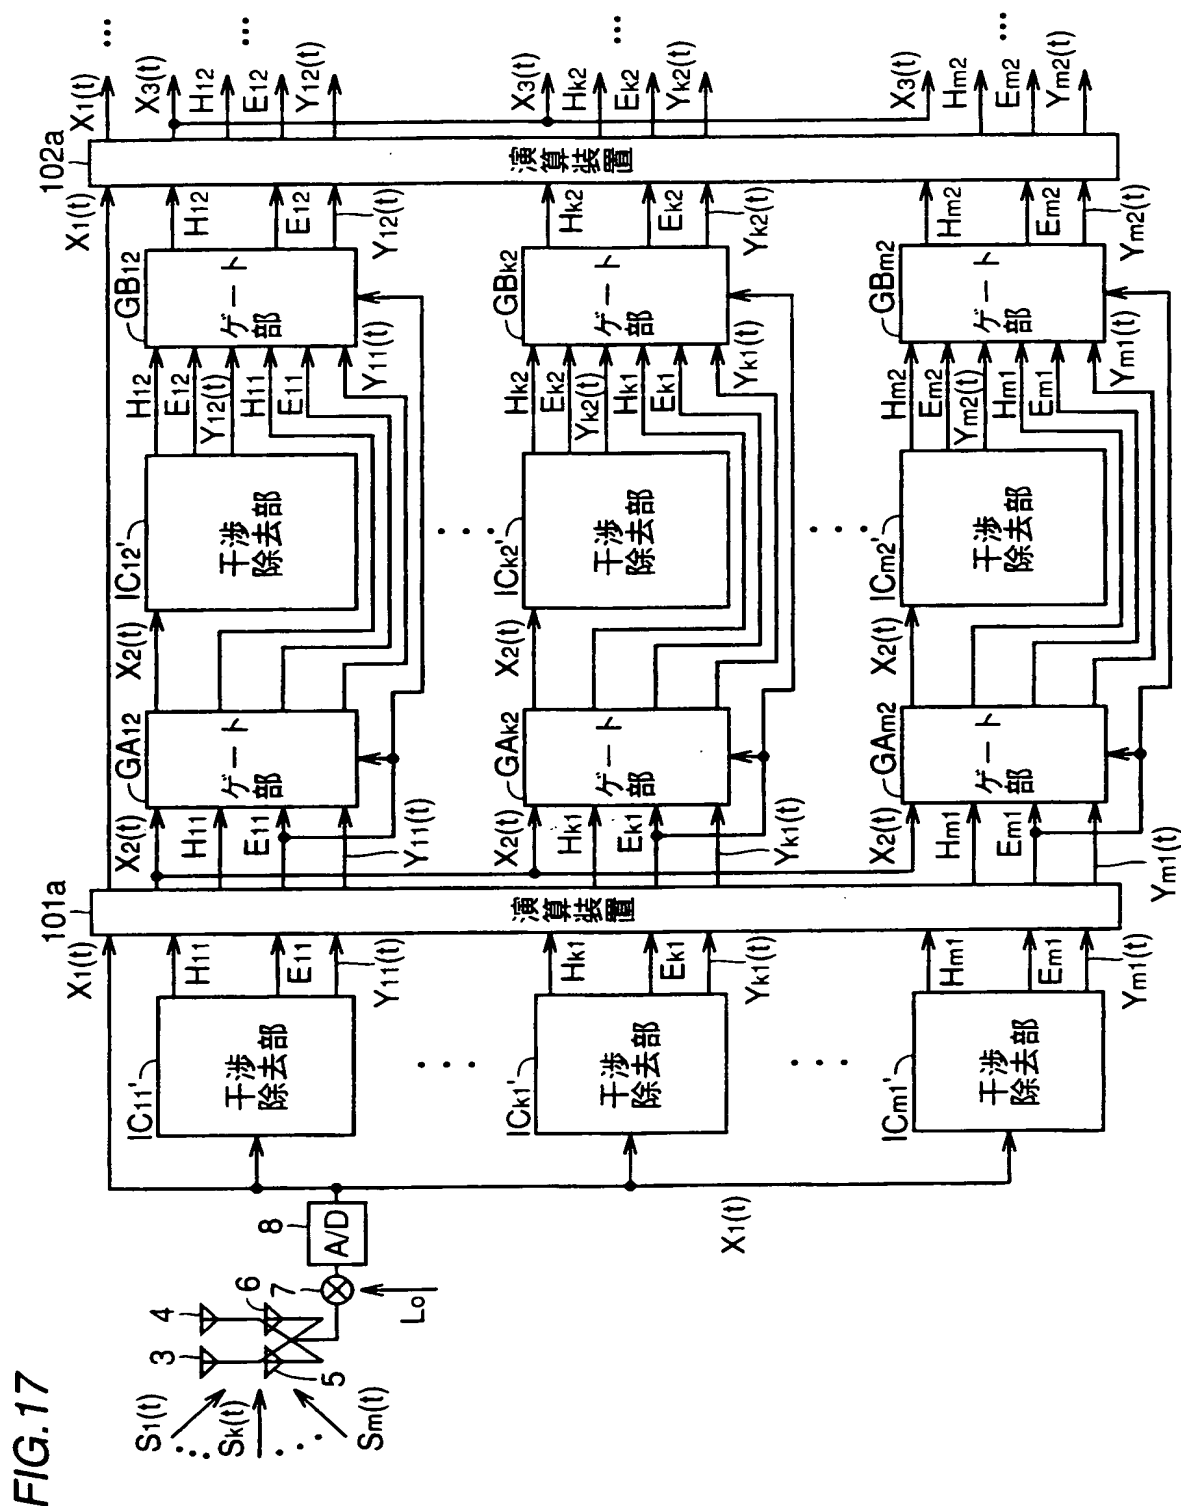 FIG.17
S1(t)
Sk(t)
Sm(t)
3
4
5
6
7
Lo
8
A/D
X1(t)
X1(t)
IC11'
干渉
除去部
H11
E11
Y11(t)
ICk1'
干渉
除去部
Hk1
Ek1
Yk1(t)
ICm1'
干渉
除去部
Hm1
Em1
Ym1(t)
101a
演算装置
X2(t)
H11
E11
Y11(t)
GA12
ゲート
部
X2(t)
IC12'
干渉
除去部
H12
E12
Y12(t)
H11
E11
Y11(t)
GB12
ゲート
部
X1(t)
H12
E12
Y12(t)
X2(t)
Hk1
Ek1
Yk1(t)
GAk2
ゲート
部
X2(t)
ICk2'
干渉
除去部
Hk2
Ek2
Yk2(t)
Hk1
Ek1
Yk1(t)
GBk2
ゲート
部
Hk2
Ek2
Yk2(t)
X2(t)
Hm1
Em1
Ym1(t)
GAm2
ゲート
部
X2(t)
ICm2'
干渉
除去部
Hm2
Em2
Ym2(t)
Hm1
Em1
Ym1(t)
GBm2
ゲート
部
Hm2
Em2
Ym2(t)
102a
演算装置
X1(t)
X3(t)
H12
E12
Y12(t)
X3(t)
Hk2
Ek2
Yk2(t)
X3(t)
Hm2
Em2
Ym2(t)